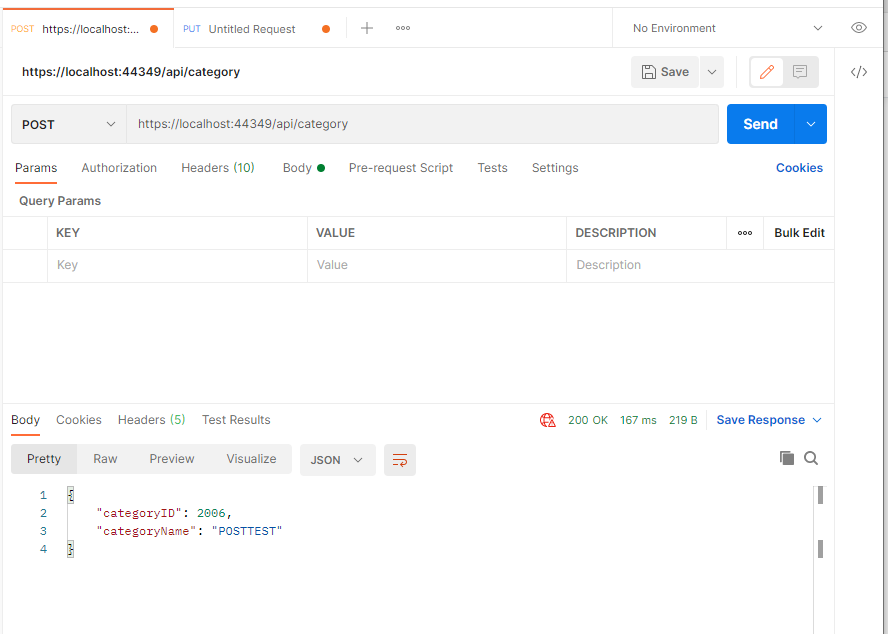 POST https://localhost:... PUT Untitled Request No Environment
https://localhost:44349/api/category Save
POST https://localhost:44349/api/category Send
Params Authorization Headers (10) Body Pre-request Script Tests Settings Cookies
Query Params
KEY VALUE DESCRIPTION Bulk Edit
Key Value Description
Body Cookies Headers (5) Test Results 200 OK 167 ms 219 B Save Response
Pretty Raw Preview Visualize JSON
1 {
2 "categoryID": 2006,
3 "categoryName": "POSTTEST"
4 }